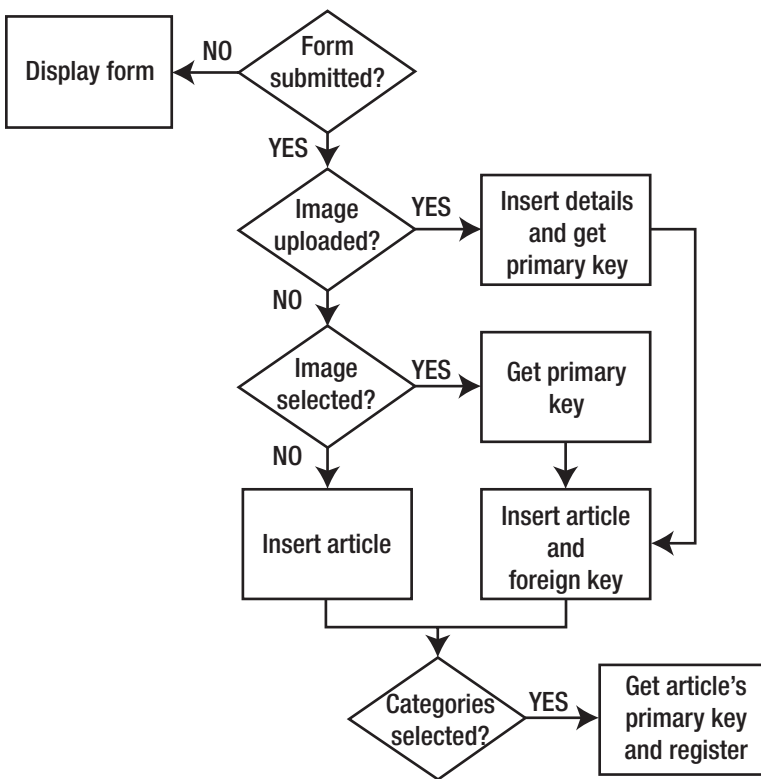 Display form
NO
Form
submitted?
YES
Image
uploaded?
YES
Insert details
and get
primary key
NO
Image
selected?
YES
Get primary
key
NO
Insert article
Insert article
and
foreign key
Categories
selected?
YES
Get article’s
primary key
and register